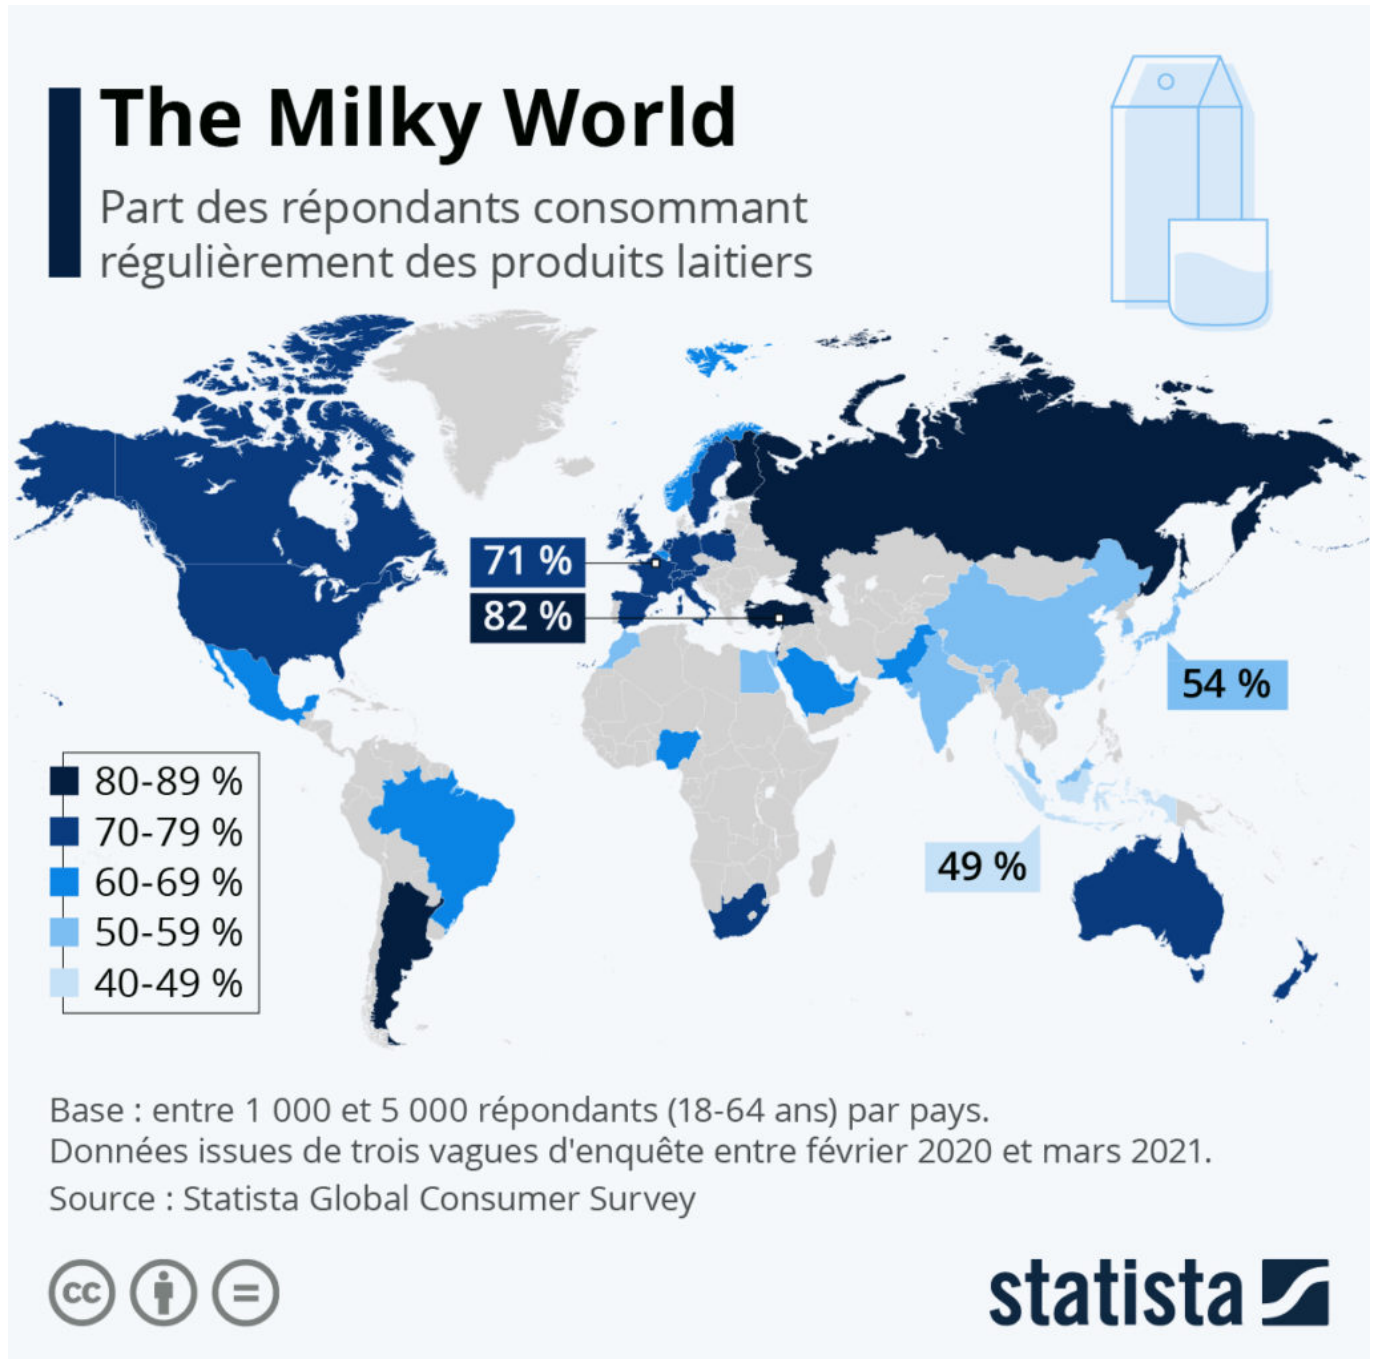 The Milky World
Part des répondants consommant
régulièrement des produits laitiers
71 %
82 %
54 %
49 %
80-89 %
70-79 %
60-69 %
50-59 %
40-49 %
Base : entre 1 000 et 5 000 répondants (18-64 ans) par pays.
Données issues de trois vagues d'enquête entre février 2020 et mars 2021.
Source : Statista Global Consumer Survey
cc
statista